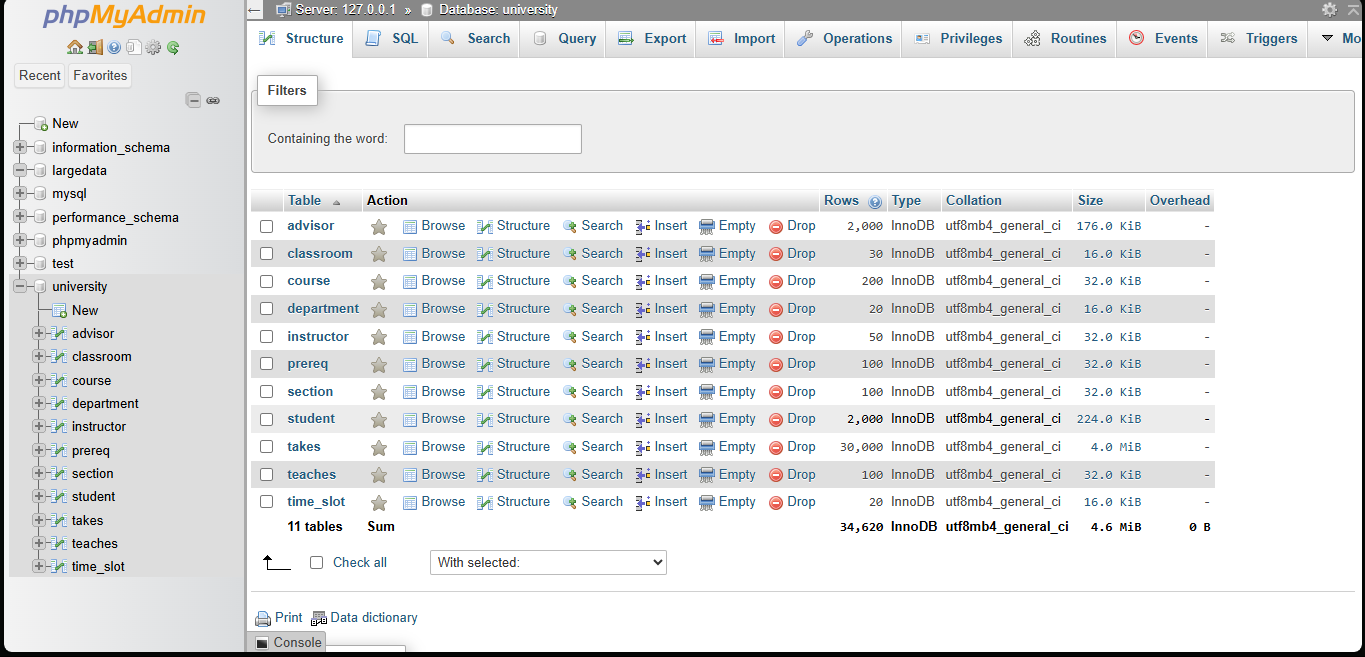 phpMyAdmin
Recent Favorites
New
information_schema
largedata
mysql
performance_schema
phpmyadmin
test
university
New
advisor
classroom
course
department
instructor
prereq
section
student
takes
teaches
time_slot
Server: 127.0.0.1 » Database: university
Structure SQL Search Query Export Import Operations Privileges Routines Events Triggers Mo
Filters
Containing the word:
Table Action Rows Type Collation Size Overhead
advisor Browse Structure Search Insert Empty Drop 2,000 InnoDB utf8mb4_general_ci 176.0 KiB -
classroom Browse Structure Search Insert Empty Drop 30 InnoDB utf8mb4_general_ci 16.0 KiB -
course Browse Structure Search Insert Empty Drop 200 InnoDB utf8mb4_general_ci 32.0 KiB -
department Browse Structure Search Insert Empty Drop 20 InnoDB utf8mb4_general_ci 16.0 KiB -
instructor Browse Structure Search Insert Empty Drop 50 InnoDB utf8mb4_general_ci 32.0 KiB -
prereq Browse Structure Search Insert Empty Drop 100 InnoDB utf8mb4_general_ci 32.0 KiB -
section Browse Structure Search Insert Empty Drop 100 InnoDB utf8mb4_general_ci 32.0 KiB -
student Browse Structure Search Insert Empty Drop 2,000 InnoDB utf8mb4_general_ci 224.0 KiB -
takes Browse Structure Search Insert Empty Drop 30,000 InnoDB utf8mb4_general_ci 4.0 MiB -
teaches Browse Structure Search Insert Empty Drop 100 InnoDB utf8mb4_general_ci 32.0 KiB -
time_slot Browse Structure Search Insert Empty Drop 20 InnoDB utf8mb4_general_ci 16.0 KiB -
11 tables Sum 34,620 InnoDB utf8mb4_general_ci 4.6 MiB 0 B
Check all With selected:
Print Data dictionary
Console